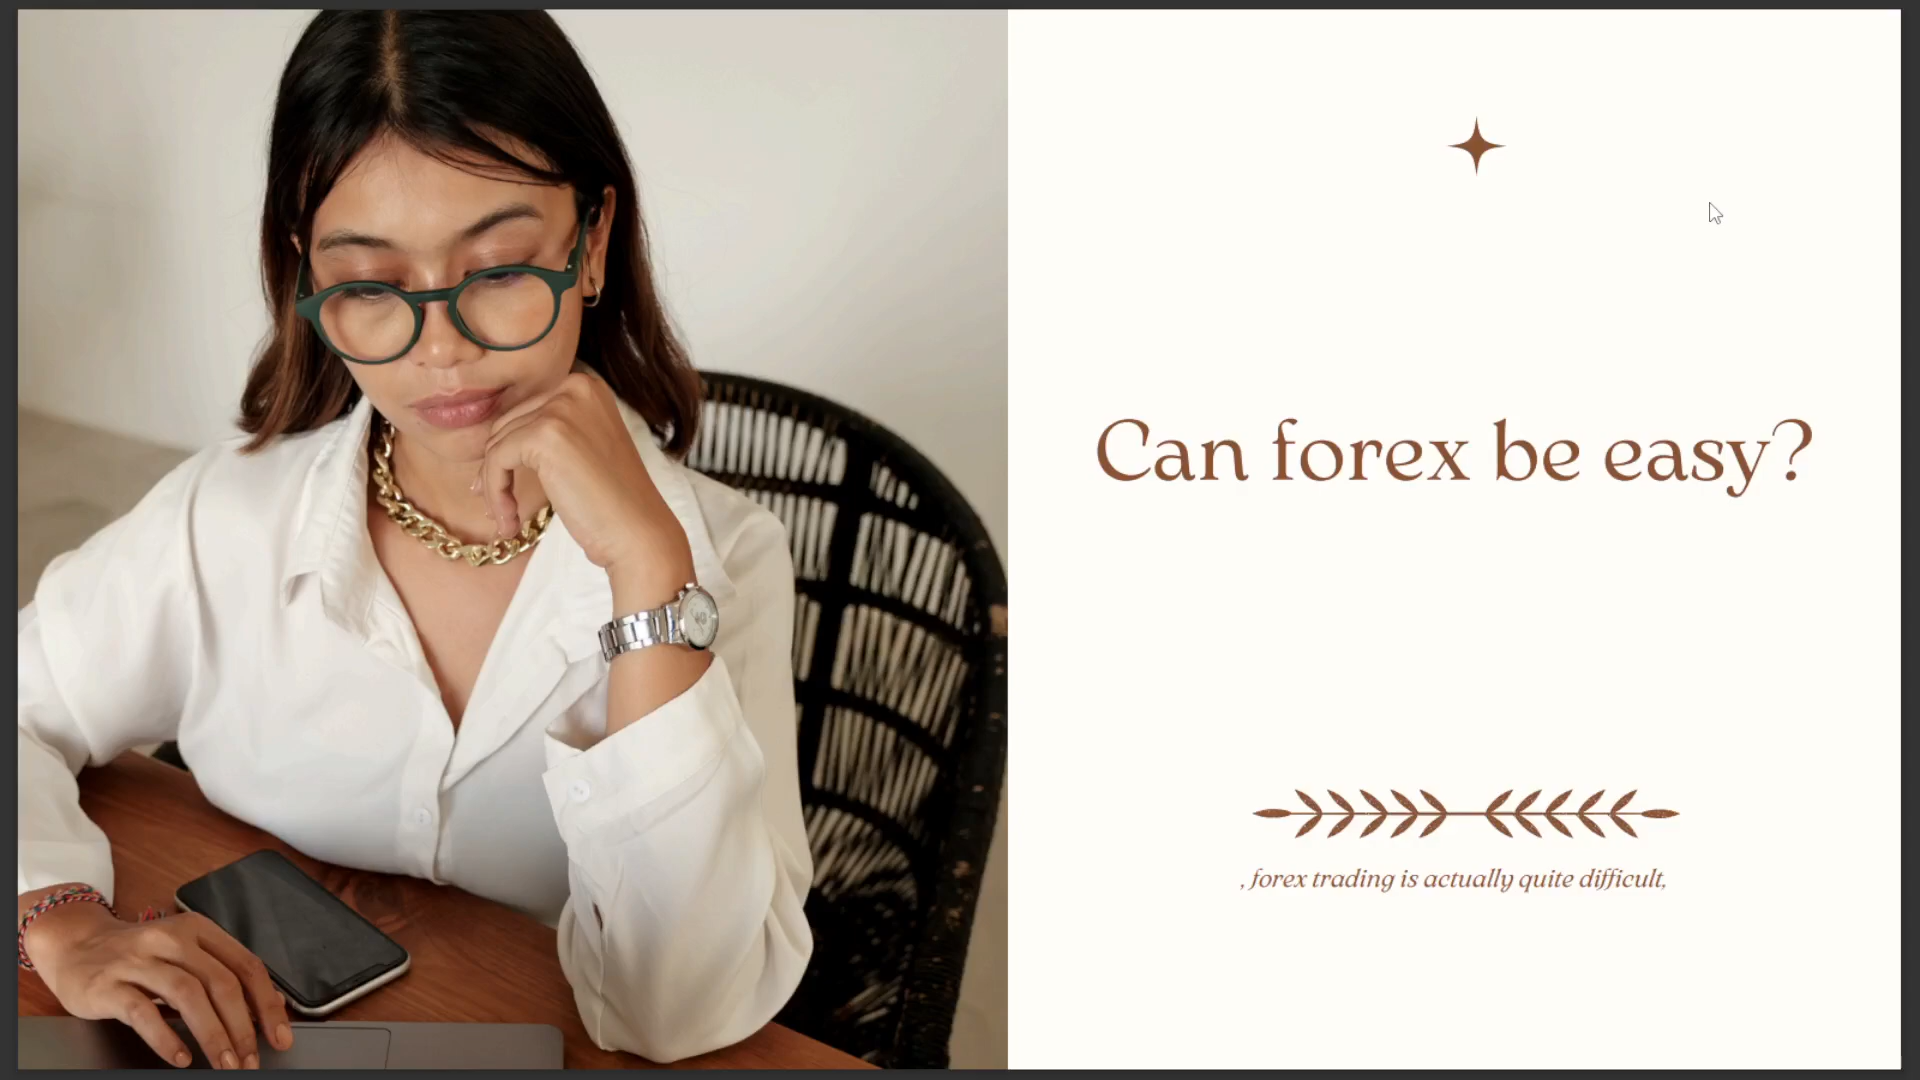 Can forex be easy?
, forex trading is actually quite difficult,